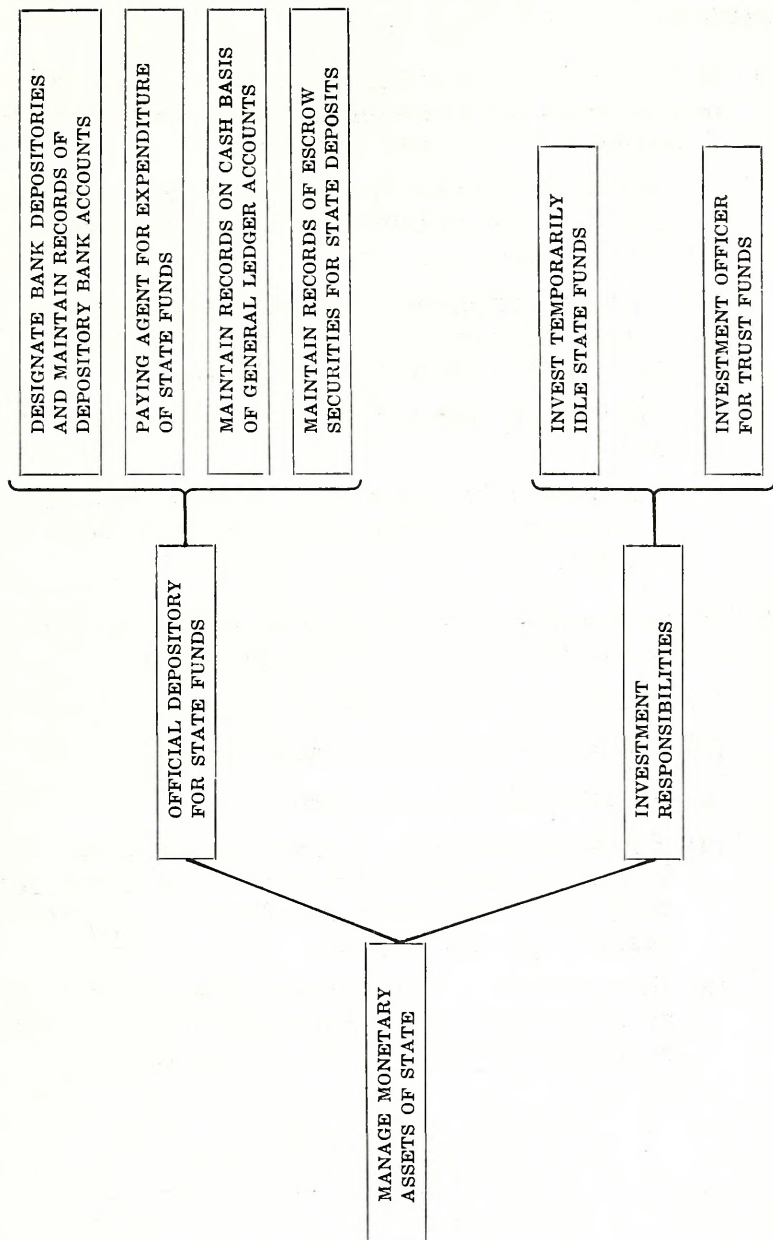 MANAGE MONETARY
ASSETS OF STATE
OFFICIAL DEPOSITORY
FOR STATE FUNDS
INVESTMENT
RESPONSIBILITIES
DESIGNATE BANK DEPOSITORIES
AND MAINTAIN RECORDS OF
DEPOSITORY BANK ACCOUNTS
PAYING AGENT FOR EXPENDITURE
OF STATE FUNDS
MAINTAIN RECORDS ON CASH BASIS
OF GENERAL LEDGER ACCOUNTS
MAINTAIN RECORDS OF ESCROW
SECURITIES FOR STATE DEPOSITS
INVEST TEMPORARILY
IDLE STATE FUNDS
INVESTMENT OFFICER
FOR TRUST FUNDS